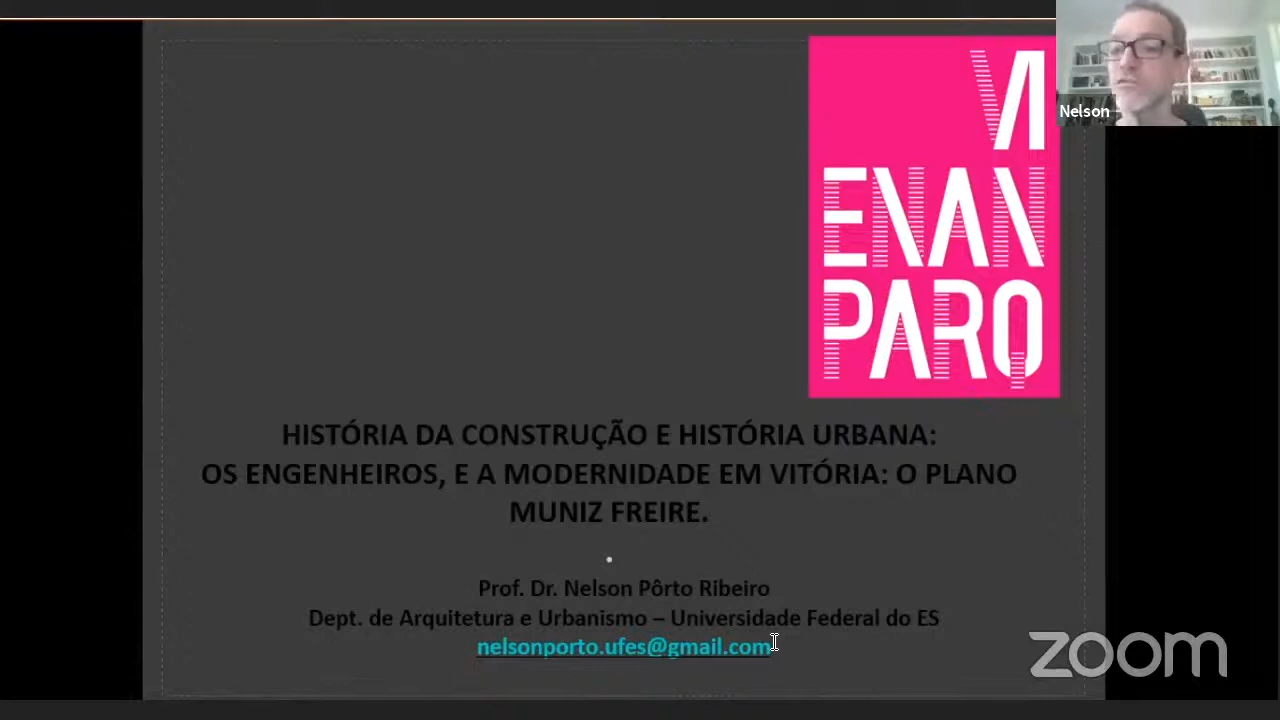 VI
ENAN
PARQ
Nelson
HISTÓRIA DA CONSTRUÇÃO E HISTÓRIA URBANA:
OS ENGENHEIROS, E A MODERNIDADE EM VITÓRIA: O PLANO
MUNIZ FREIRE.
Prof. Dr. Nelson Pôrto Ribeiro
Dept. de Arquitetura e Urbanismo – Universidade Federal do ES
nelsonporto.ufes@gmail.com
zoom